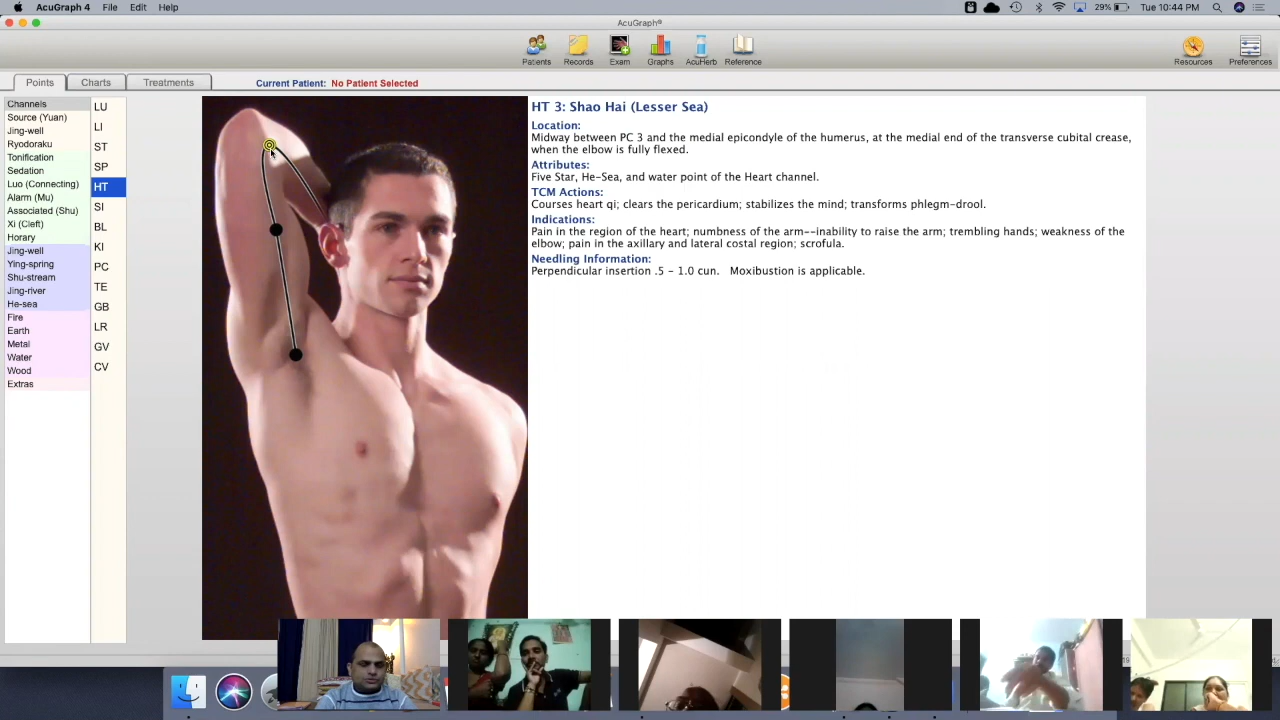 AcuGraph 4 File Edit Help
29% Tue 10:44 PM
AcuGraph®
Patients Records Exam Graphs AcuHerb Reference Resources Preferences
Points Charts Treatments Current Patient: No Patient Selected
Channels
Source (Yuan)
Jing-well
Ryodoraku
Tonification
Sedation
Luo (Connecting)
Alarm (Mu)
Associated (Shu)
Xi (Cleft)
Horary
Jing-well
Ying-spring
Shu-stream
Jing-river
He-sea
Fire
Earth
Metal
Water
Wood
Extras
LU
LI
ST
SP
HT
SI
BL
KI
PC
TE
GB
LR
GV
CV
HT 3: Shao Hai (Lesser Sea)
Location:
Midway between PC 3 and the medial epicondyle of the humerus, at the medial end of the transverse cubital crease,
when the elbow is fully flexed.
Attributes:
Five Star, He-Sea, and water point of the Heart channel.
TCM Actions:
Courses heart qi; clears the pericardium; stabilizes the mind; transforms phlegm-drool.
Indications:
Pain in the region of the heart; numbness of the arm--inability to raise the arm; trembling hands; weakness of the
elbow; pain in the axillary and lateral costal region; scrofula.
Needling Information:
Perpendicular insertion .5 - 1.0 cun. Moxibustion is applicable.